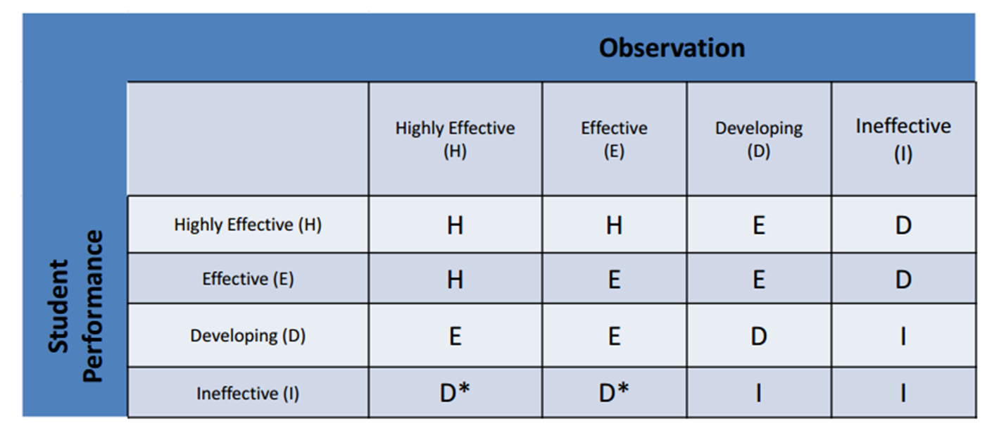 Observation
Highly Effective
(H)
Effective
(E)
Developing
(D)
Ineffective
(I)
Student
Performance
Highly Effective (H)
H
H
E
D
Effective (E)
H
E
E
D
Developing (D)
E
E
D
I
Ineffective (I)
D*
D*
I
I